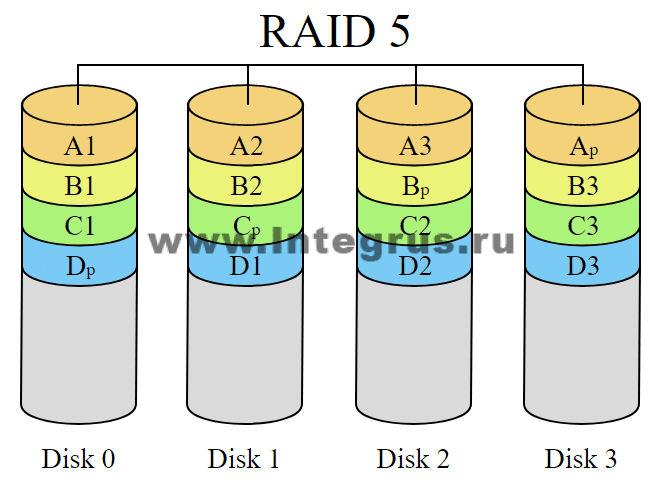 RAID 5
A1 A2 A3 Ap
B1 B2 Bp B3
C1 Cp C2 C3
www.Integrus.ru
Dp D1 D2 D3
Disk 0 Disk 1 Disk 2 Disk 3